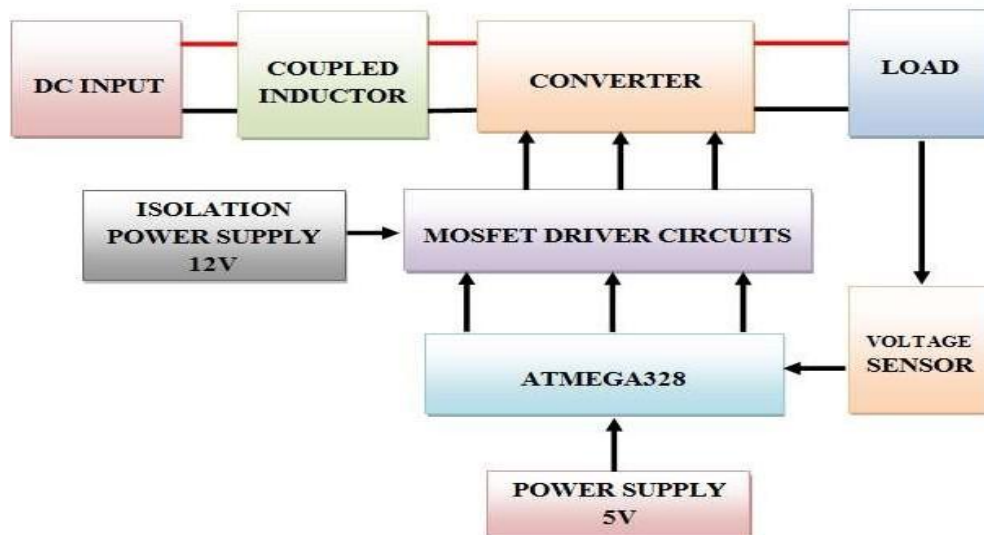 DC INPUT
COUPLED
INDUCTOR
CONVERTER
LOAD
ISOLATION
POWER SUPPLY
12V
MOSFET DRIVER CIRCUITS
VOLTAGE
SENSOR
ATMEGA328
POWER SUPPLY
5V